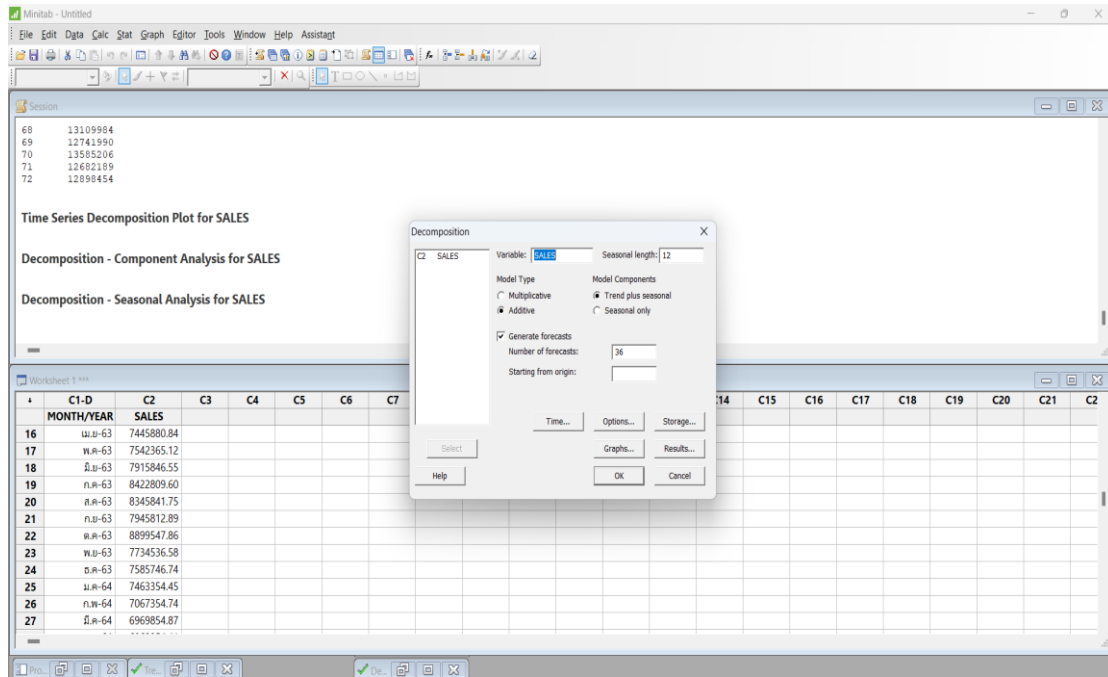 Minitab - Untitled
File Edit Data Calc Stat Graph Editor Tools Window Help Assistant
Session
68 13109984
69 12741990
70 13585206
71 12682189
72 12898454
Time Series Decomposition Plot for SALES
Decomposition - Component Analysis for SALES
Decomposition - Seasonal Analysis for SALES
Decomposition
C2 SALES
Variable: SALES
Seasonal length: 12
Model Type
Multiplicative
Additive
Model Components
Trend plus seasonal
Seasonal only
Generate forecasts
Number of forecasts: 36
Starting from origin:
Time... Options... Storage...
Select
Graphs... Results...
Help
OK Cancel
Worksheet 1 ***
C1-D C2 C3 C4 C5 C6 C7 C14 C15 C16 C17 C18 C19 C20 C21 C2
MONTH/YEAR SALES
16 เม.ย-63 7445880.84
17 พ.ค-63 7542365.12
18 มิ.ย-63 7915846.55
19 ก.ค-63 8422809.60
20 ส.ค-63 8345841.75
21 ก.ย-63 7945812.89
22 ต.ค-63 8899547.86
23 พ.ย-63 7734536.58
24 ธ.ค-63 7585746.74
25 ม.ค-64 7463354.45
26 ก.พ-64 7067354.74
27 มี.ค-64 6969854.87
Pro... Tre... De...